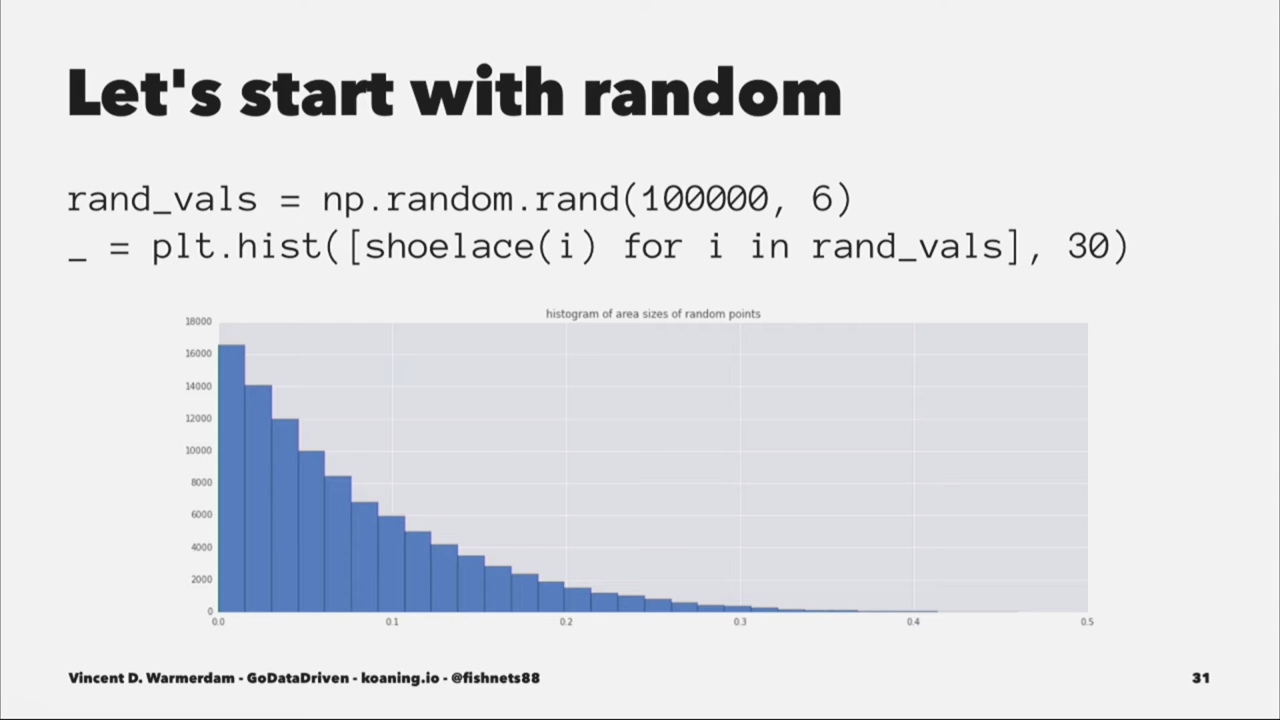 Let's start with random
rand_vals = np.random.rand(100000, 6)
_ = plt.hist([shoelace(i) for i in rand_vals], 30)
histogram of area sizes of random points
18000
16000
14000
12000
10000
8000
6000
4000
2000
0
0.0 0.1 0.2 0.3 0.4 0.5
Vincent D. Warmerdam - GoDataDriven - koaning.io - @fishnets88 31